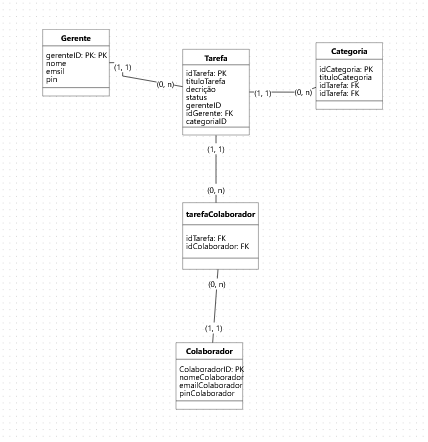 Gerente
gerenteID: PK: PK
nome
emsil
pin
(1, 1)
(0, n)
Tarefa
idTarefa: PK
tituloTarefa
decrição
status
gerenteID
idGerente: FK
categoriaID
(1, 1)
(0, n)
Categoria
idCategoria: PK
tituloCategoria
idTarefa: FK
idTarefa: FK
(1, 1)
(0, n)
tarefaColaborador
idTarefa: FK
idColaborador: FK
(0, n)
(1, 1)
Colaborador
ColaboradorID: PK
nomeColaborador
emailColaborador
pinColaborador